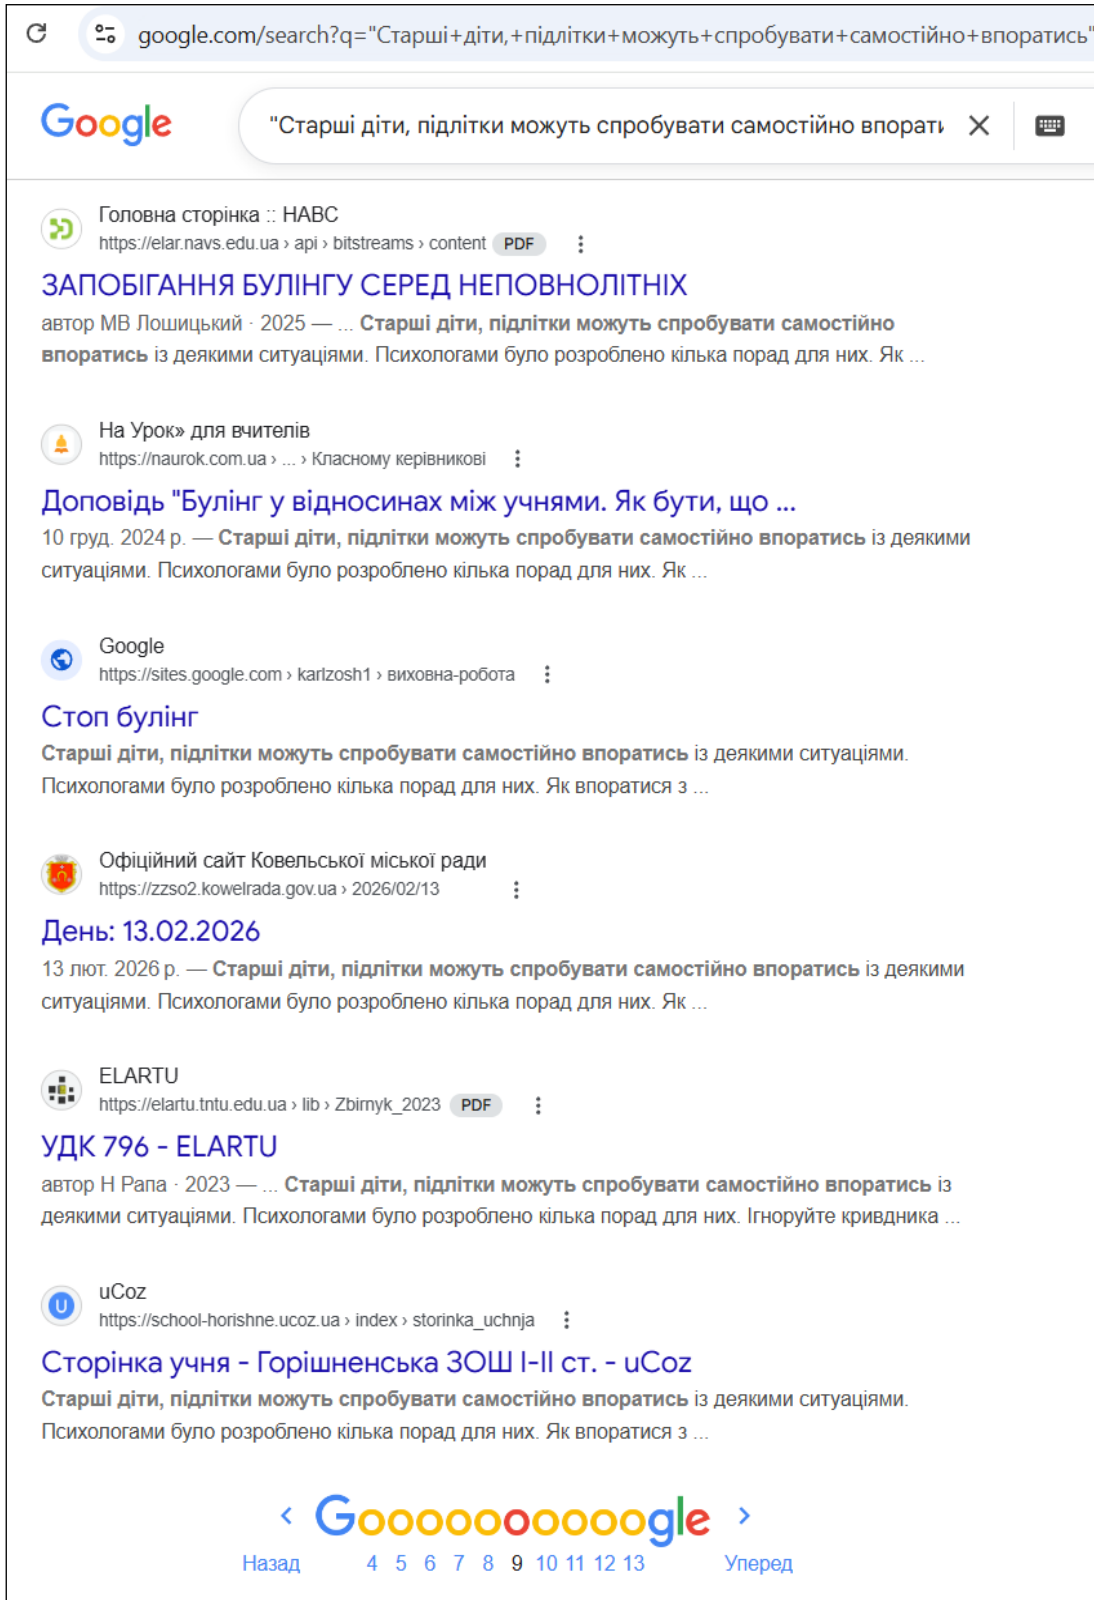 google.com/search?q="Старші+діти,+підлітки+можуть+спробувати+самостійно+впоратись"
Google
"Старші діти, підлітки можуть спробувати самостійно впорати
Головна сторінка :: НАВС
https://elar.navs.edu.ua › api › bitstreams › content PDF
ЗАПОБІГАННЯ БУЛІНГУ СЕРЕД НЕПОВНОЛІТНІХ
автор МВ Лошицький · 2025 — ... Старші діти, підлітки можуть спробувати самостійно
впоратись із деякими ситуаціями. Психологами було розроблено кілька порад для них. Як ...
На Урок» для вчителів
https://naurok.com.ua › ... › Класному керівникові
Доповідь "Булінг у відносинах між учнями. Як бути, що ...
10 груд. 2024 р. — Старші діти, підлітки можуть спробувати самостійно впоратись із деякими
ситуаціями. Психологами було розроблено кілька порад для них. Як ...
Google
https://sites.google.com › karlzosh1 › виховна-робота
Стоп булінг
Старші діти, підлітки можуть спробувати самостійно впоратись із деякими ситуаціями.
Психологами було розроблено кілька порад для них. Як впоратися з ...
Офіційний сайт Ковельської міської ради
https://zzso2.kowelrada.gov.ua › 2026/02/13
День: 13.02.2026
13 лют. 2026 р. — Старші діти, підлітки можуть спробувати самостійно впоратись із деякими
ситуаціями. Психологами було розроблено кілька порад для них. Як ...
ELARTU
https://elartu.tntu.edu.ua › lib › Zbirnyk_2023 PDF
УДК 796 - ELARTU
автор Н Рапа · 2023 — ... Старші діти, підлітки можуть спробувати самостійно впоратись із
деякими ситуаціями. Психологами було розроблено кілька порад для них. Ігноруйте кривдника ...
U
uCoz
https://school-horishne.ucoz.ua › index › storinka_uchnja
Сторінка учня - Горішненська ЗОШ І-ІІ ст. - uCoz
Старші діти, підлітки можуть спробувати самостійно впоратись із деякими ситуаціями.
Психологами було розроблено кілька порад для них. Як впоратися з ...
Goooooooooogle
Назад 4 5 6 7 8 9 10 11 12 13 Уперед